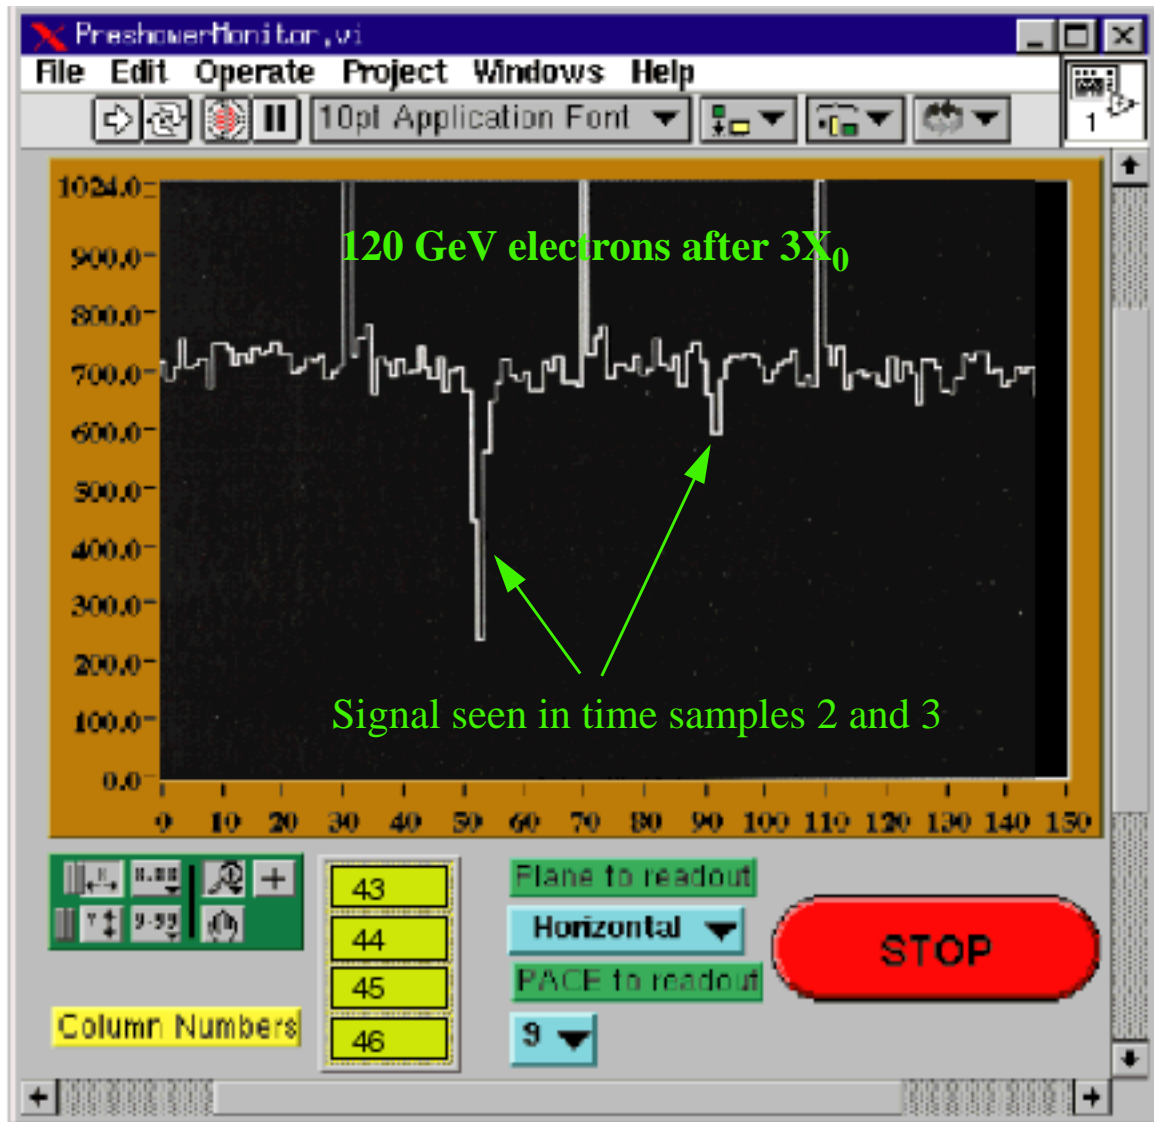 PreshowerMonitor.vi
File Edit Operate Project Windows Help
10pt Application Font
1
1024.0
900.0
800.0
700.0
600.0
500.0
400.0
300.0
200.0
100.0
0.0
120 GeV electrons after 3X0
Signal seen in time samples 2 and 3
0 10 20 30 40 50 60 70 80 90 100 110 120 130 140 150
43
44
45
46
Column Numbers
Plane to readout
Horizontal
PACE to readout
9
STOP